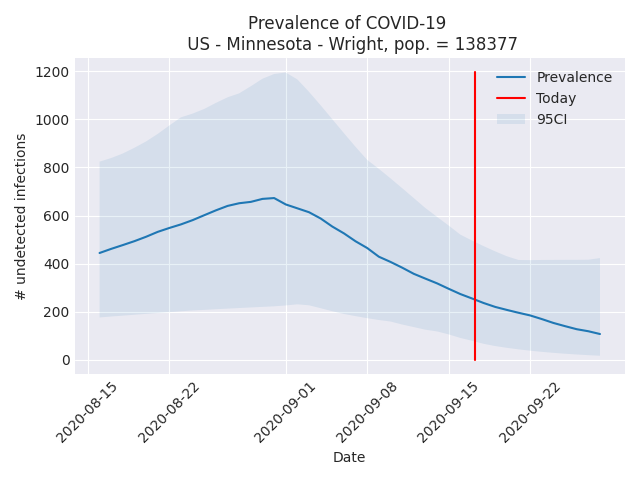 Prevalence of COVID-19
US - Minnesota - Wright, pop. = 138377
# undetected infections
1200
1000
800
600
400
200
0
Prevalence
Today
95CI
2020-08-15
2020-08-22
2020-09-01
2020-09-08
2020-09-15
2020-09-22
Date